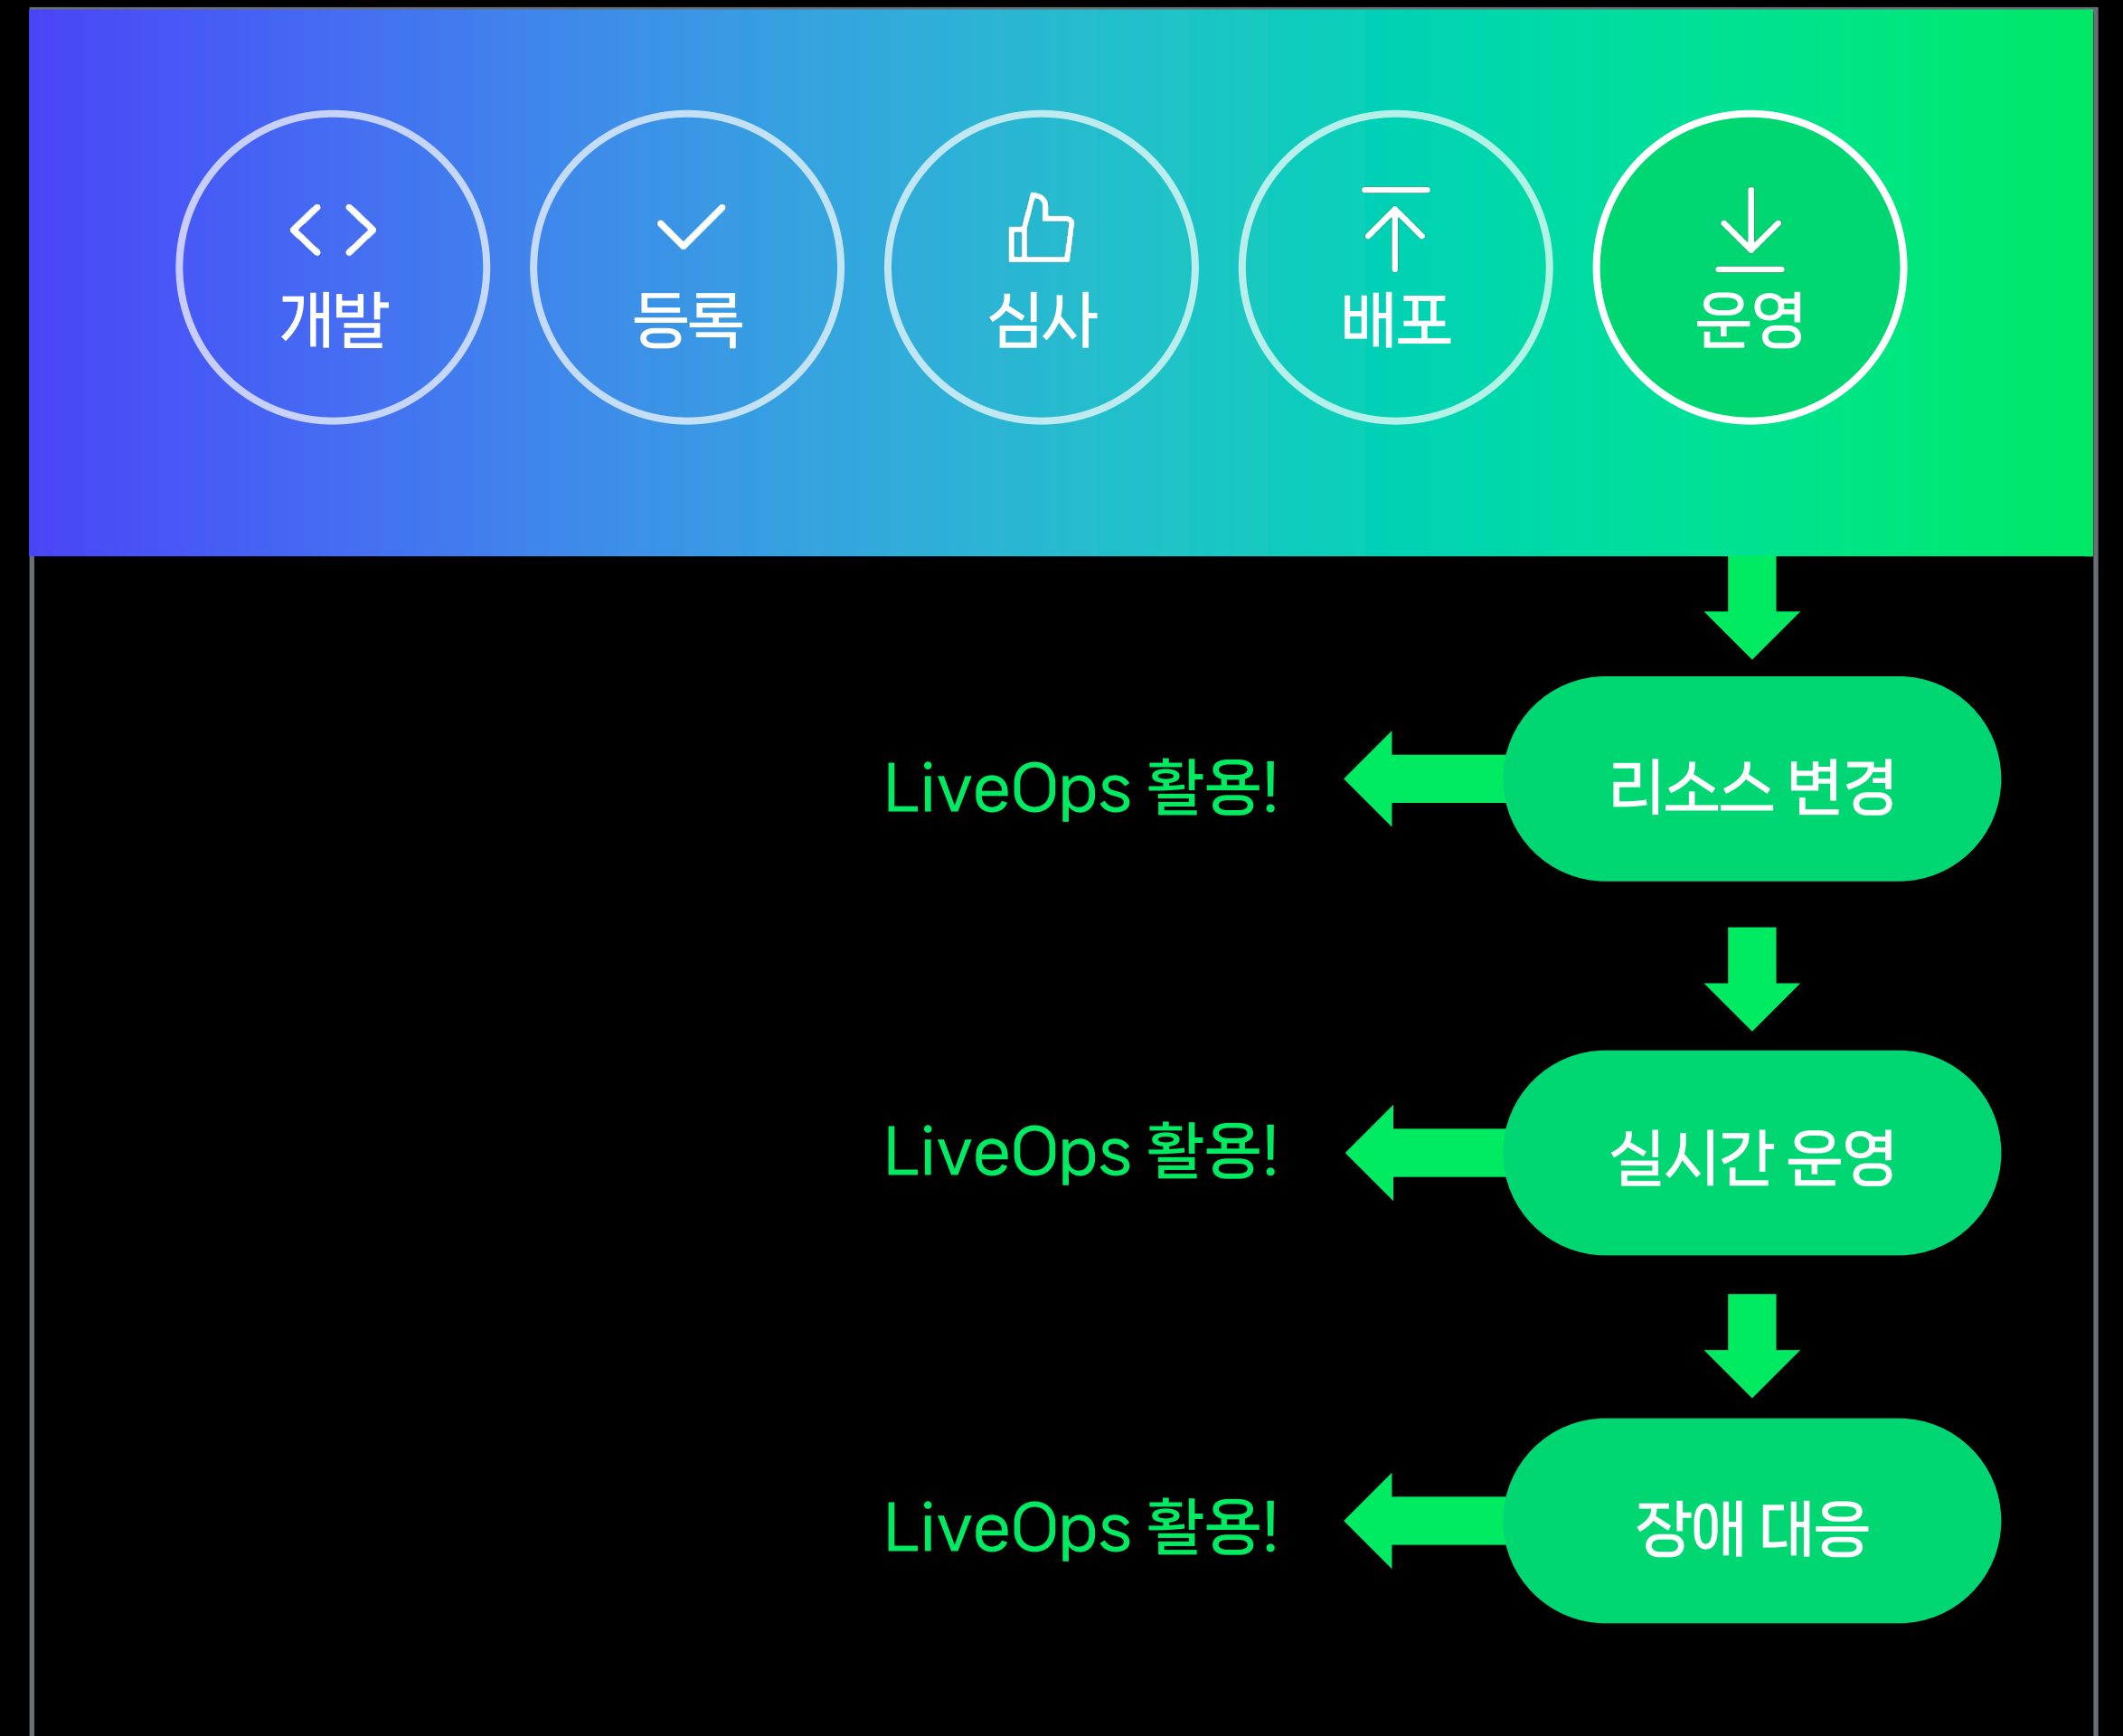 개발
등록
심사
배포
운영
LiveOps 활용!
리소스 변경
LiveOps 활용!
실시간 운영
LiveOps 활용!
장애 대응